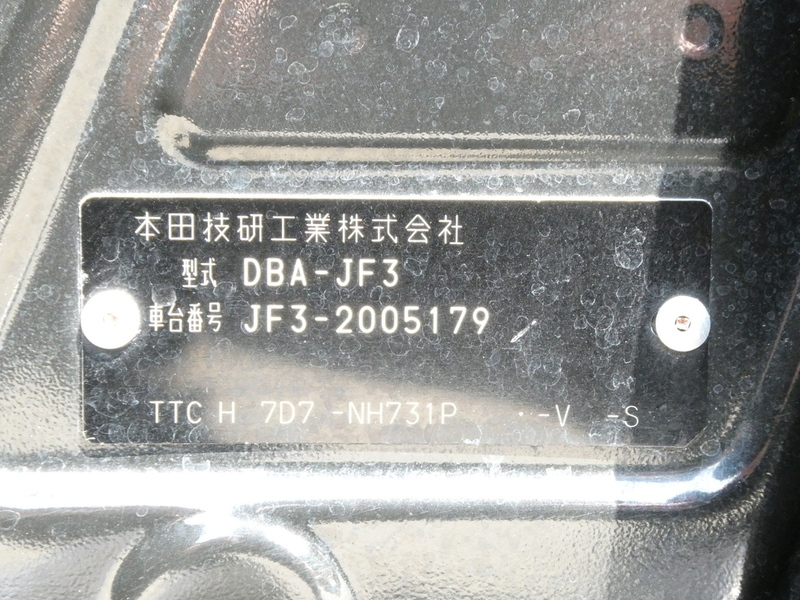 本田技研工業株式会社
型式 DBA-JF3
車台番号 JF3-2005179
TTC H 7D7 -NH731P -V -S